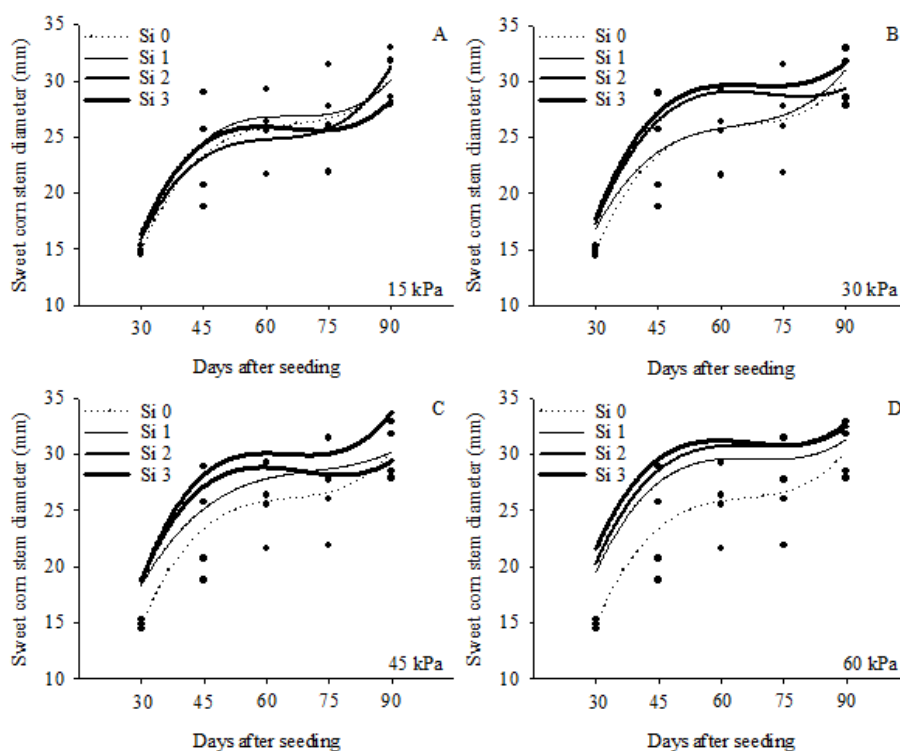 Sweet corn stem diameter (mm)
35
30
25
20
15
10
Si 0
Si 1
Si 2
Si 3
A
15 kPa
30 45 60 75 90
Days after seeding
Sweet corn stem diameter (mm)
35
30
25
20
15
10
Si 0
Si 1
Si 2
Si 3
B
30 kPa
30 45 60 75 90
Days after seeding
Sweet corn stem diameter (mm)
35
30
25
20
15
10
Si 0
Si 1
Si 2
Si 3
C
45 kPa
30 45 60 75 90
Days after seeding
Sweet corn stem diameter (mm)
35
30
25
20
15
10
Si 0
Si 1
Si 2
Si 3
D
60 kPa
30 45 60 75 90
Days after seeding